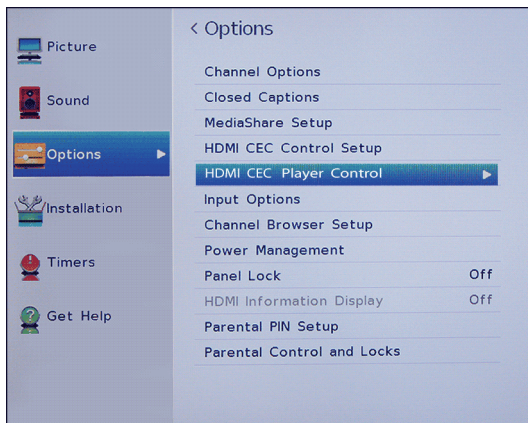 Picture
Sound
Options
Installation
Timers
Get Help
< Options
Channel Options
Closed Captions
MediaShare Setup
HDMI CEC Control Setup
HDMI CEC Player Control
Input Options
Channel Browser Setup
Power Management
Panel Lock Off
HDMI Information Display Off
Parental PIN Setup
Parental Control and Locks